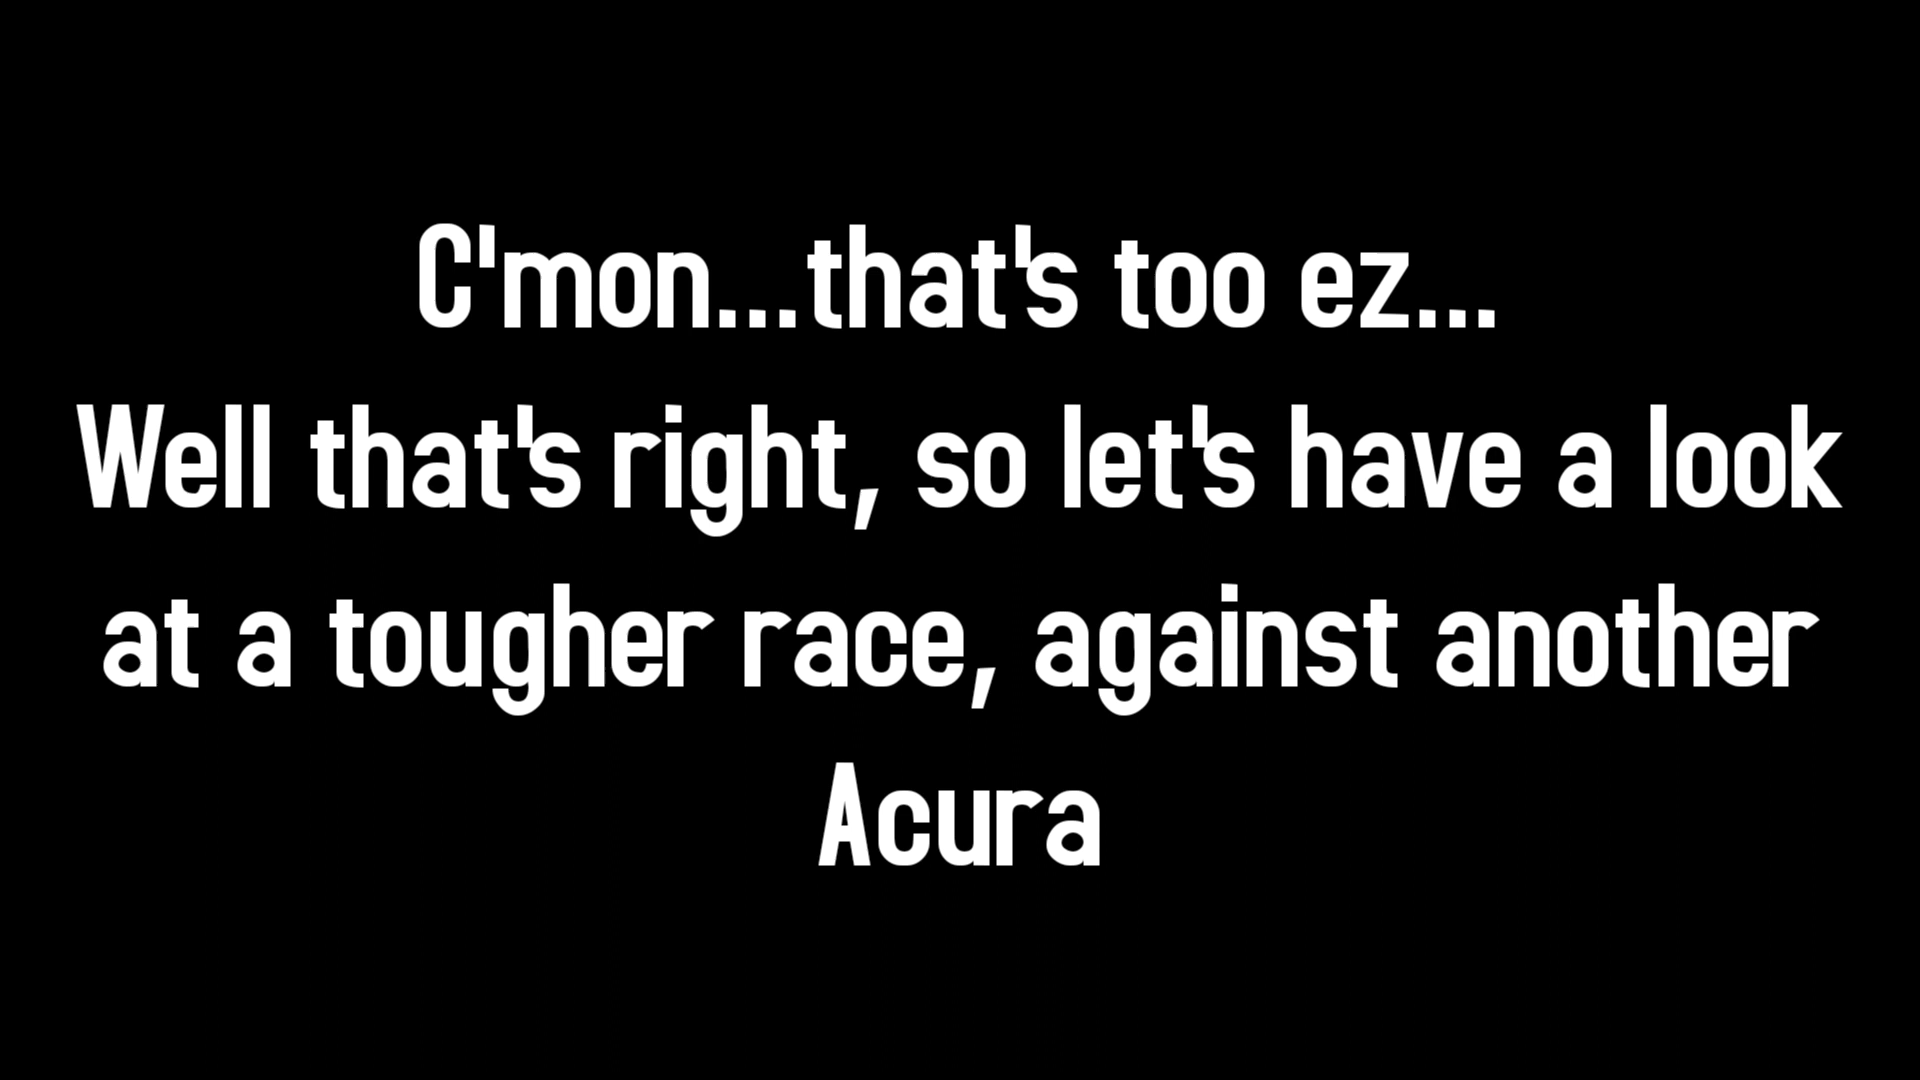 C'mon...that's too ez...
Well that's right, so let's have a look
at a tougher race, against another
Acura